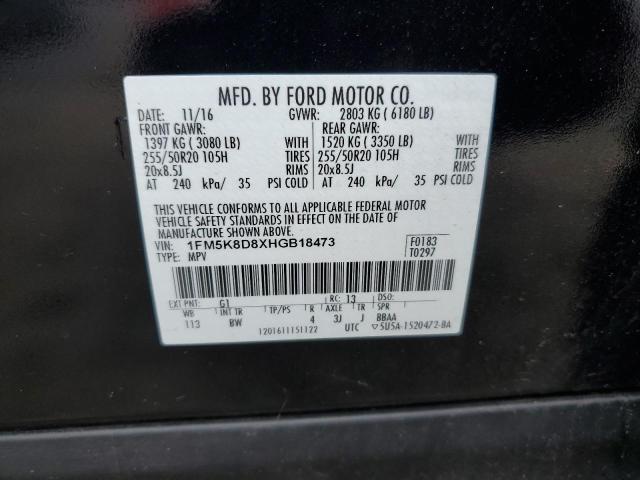 MFD. BY FORD MOTOR CO.
DATE: 11/16 GVWR: 2803 KG ( 6180 LB)
FRONT GAWR: REAR GAWR:
1397 KG ( 3080 LB) WITH 1520 KG ( 3350 LB) WITH
255/50R20 105H TIRES 255/50R20 105H TIRES
20x8.5J RIMS 20x8.5J RIMS
AT 240 kPa/ 35 PSI COLD AT 240 kPa/ 35 PSI COLD
THIS VEHICLE CONFORMS TO ALL APPLICABLE FEDERAL MOTOR
VEHICLE SAFETY STANDARDS IN EFFECT ON THE DATE OF
MANUFACTURE SHOWN ABOVE.
VIN: 1FM5K8D8XHGB18473 F0183
TYPE: MPV T0297
EXT PNT: G1 RC: 13 DSO:
WB INT TR TP/PS R AXLE TR SPR
113 BW 4 3J J BBAA
1201611151122 UTC ▽5U5A-1520472-BA